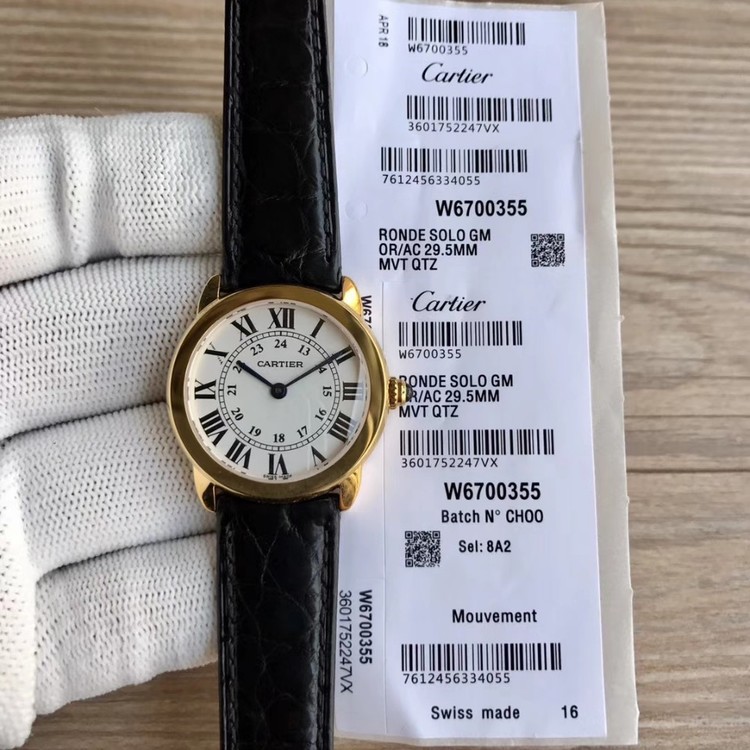 APR 18
W6700355
Cartier
3601752247VX
7612456334055
W6700355
RONDE SOLO GM
OR/AC 29.5MM
MVT QTZ
Cartier
W6700355
RONDE SOLO GM
OR/AC 29.5MM
MVT QTZ
3601752247VX
W6700355
Batch N° CHOO
Sel: 8A2
Mouvement
7612456334055
Swiss made 16
W6700355
3601752247VX
XII
I
II
III
IIII
V
VI
VII
VIII
IX
X
XI
24
13
14
15
16
17
18
19
20
21
23
CARTIER